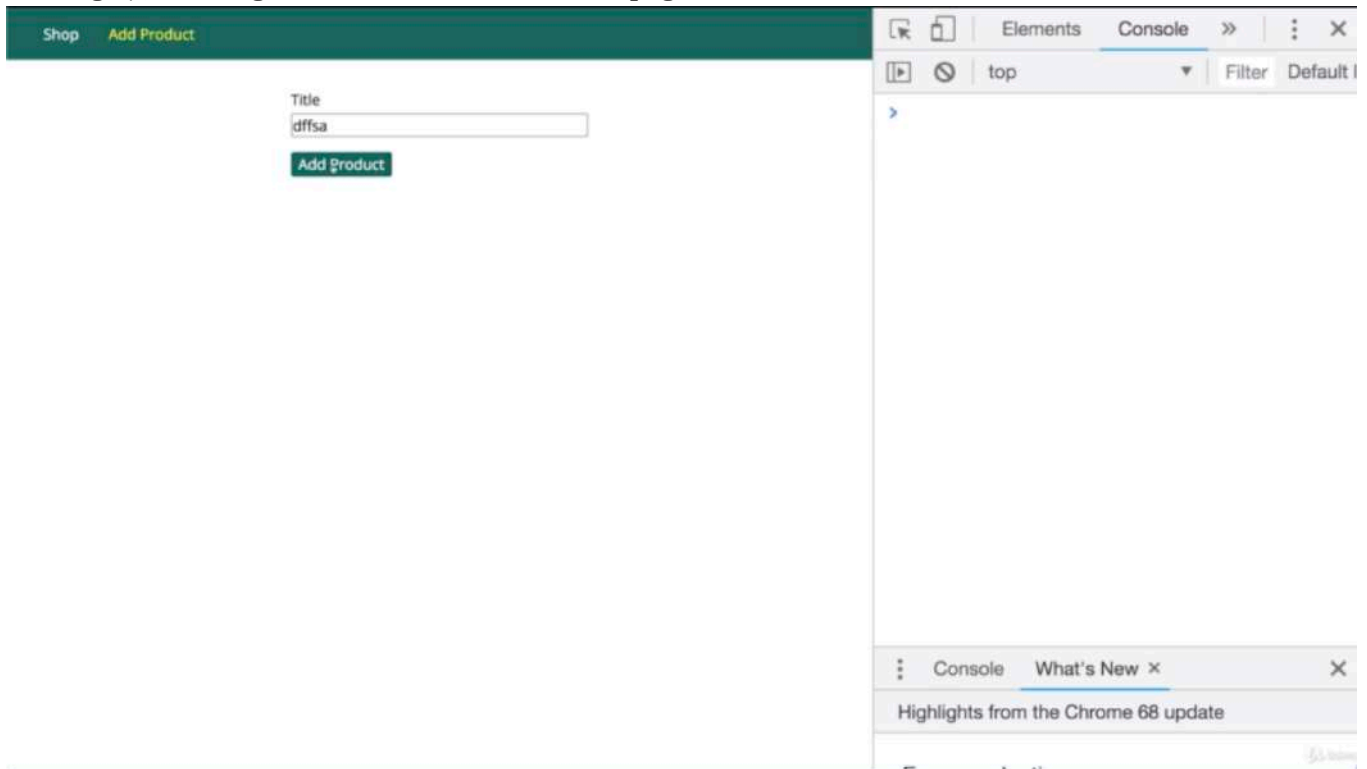 Shop Add Product
Title
dffsa
Add Product
Elements Console »
top Filter Default
>
Console What's New ×
Highlights from the Chrome 68 update